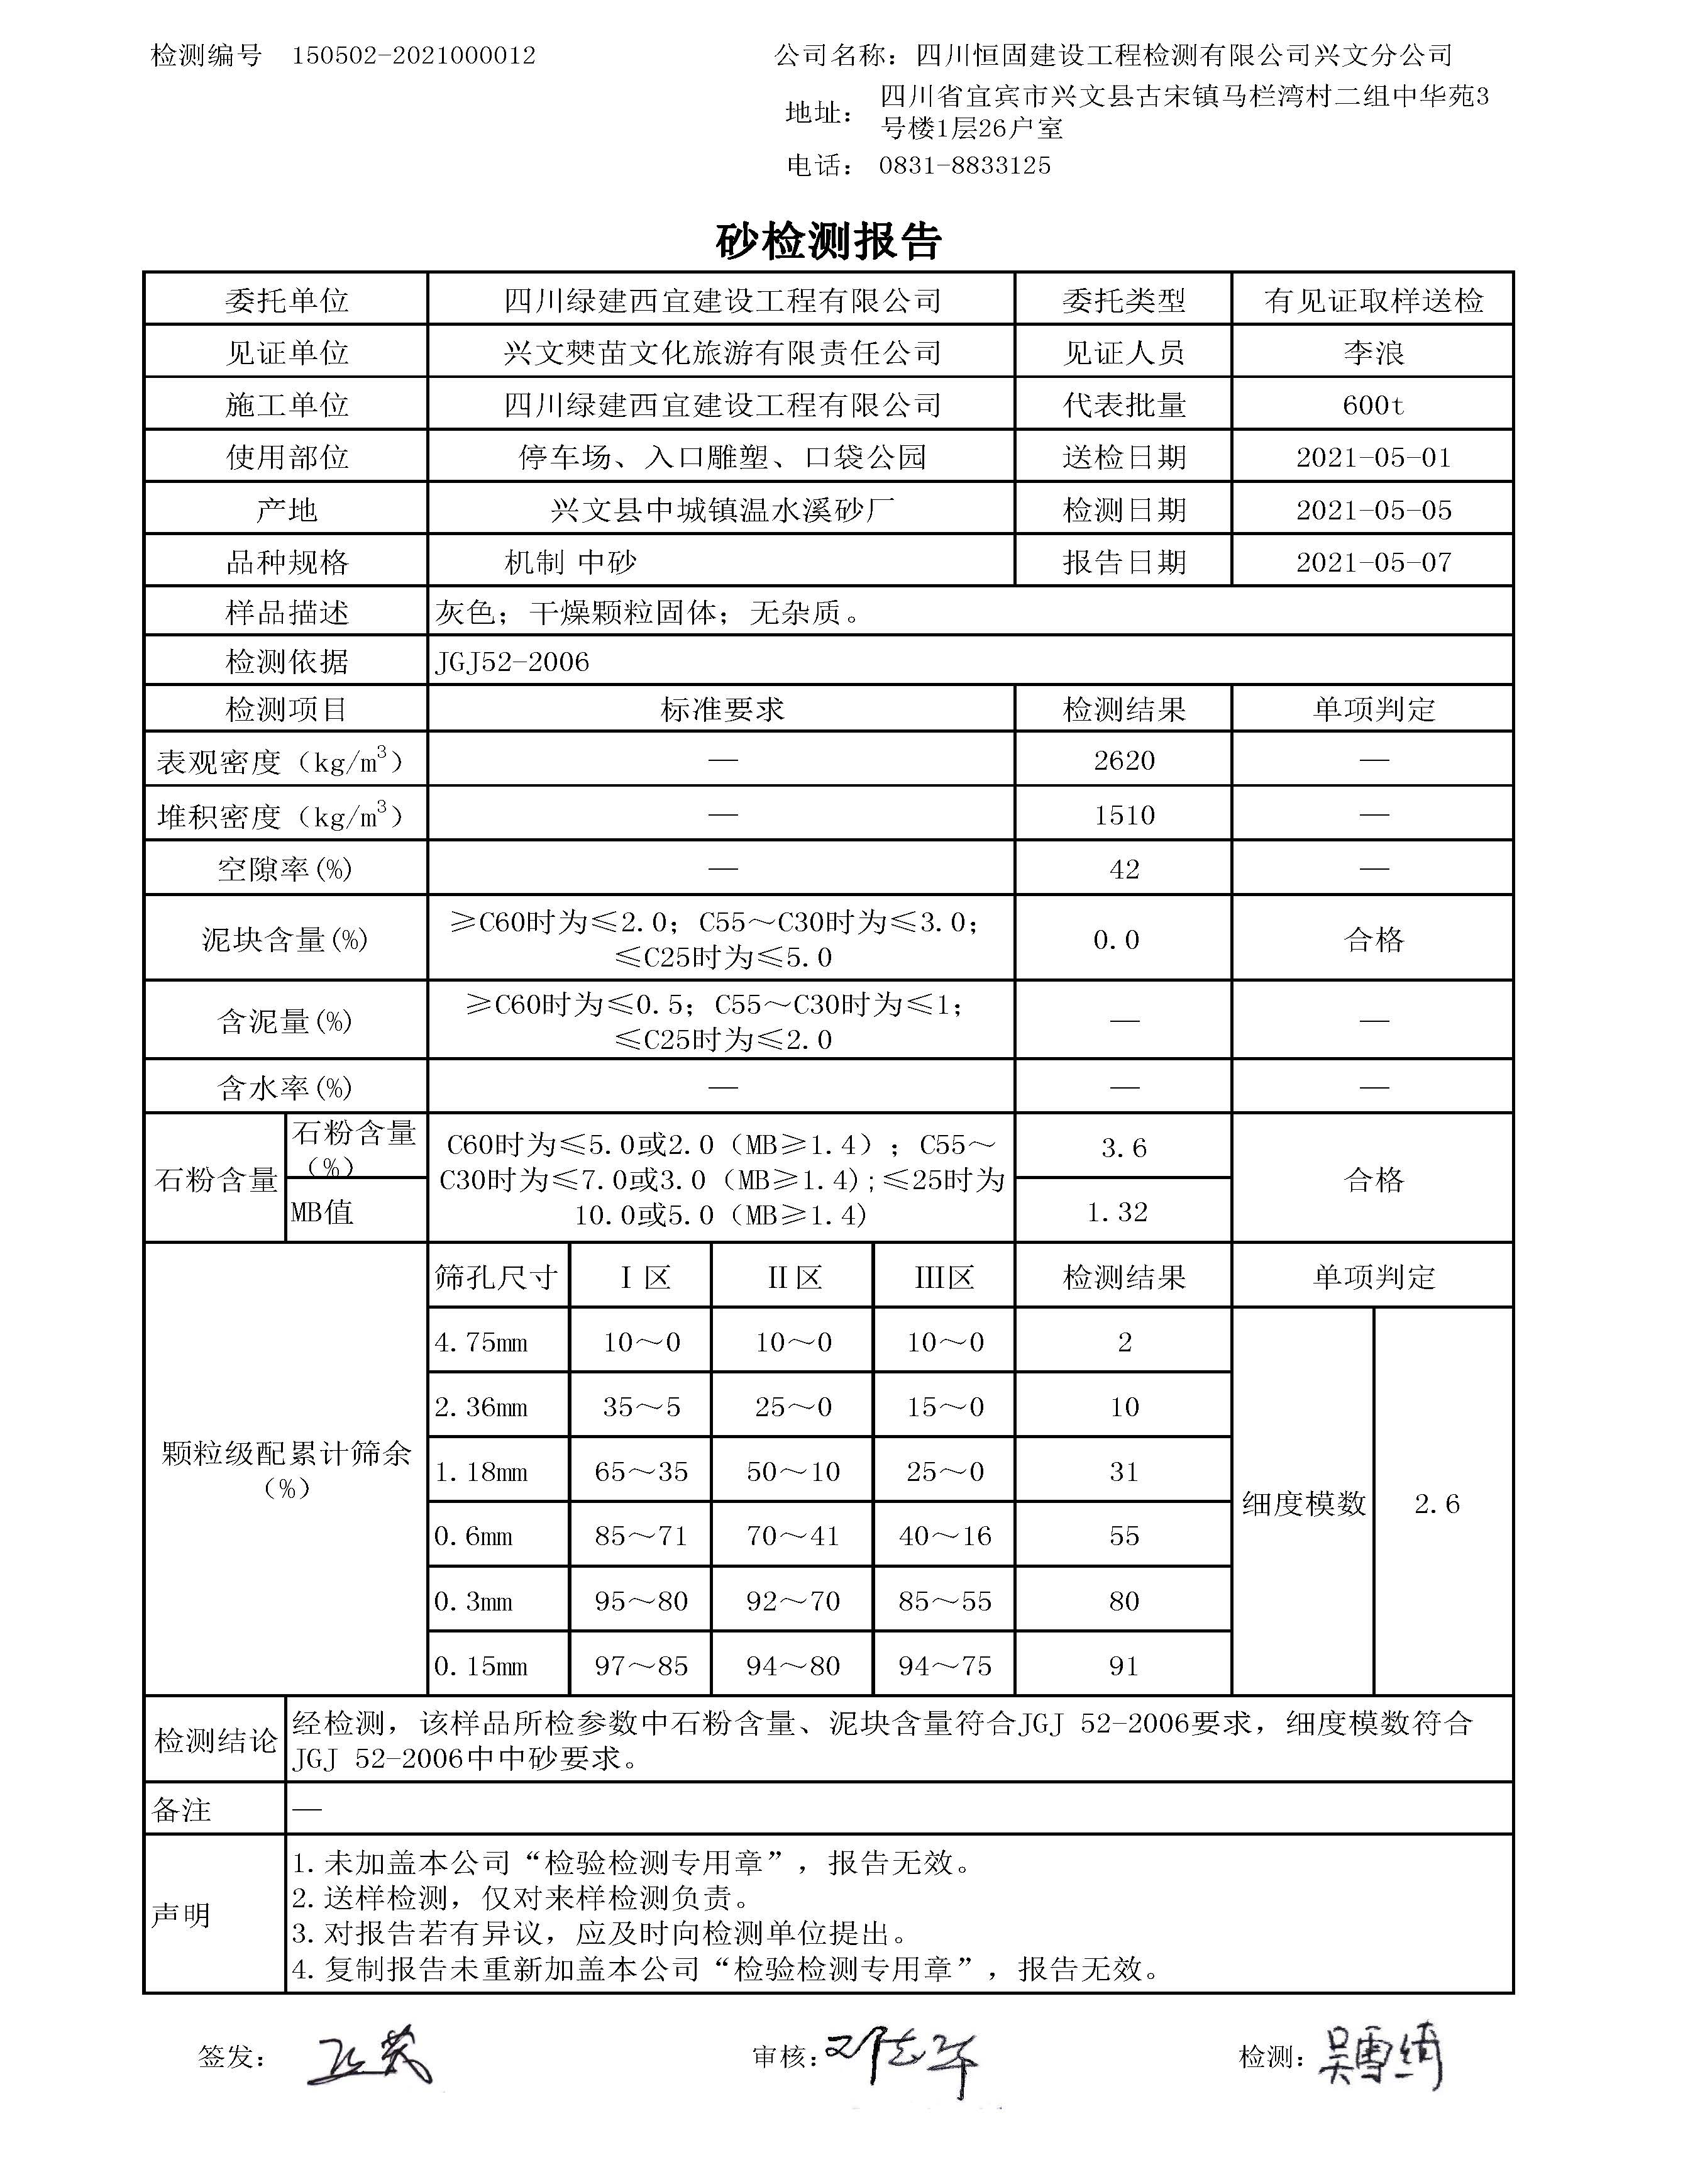 检测编号 150502-2021000012
公司名称：四川恒固建设工程检测有限公司兴文分公司
地址：四川省宜宾市兴文县古宋镇马栏湾村二组中华苑3
号楼1层26户室
电话：0831-8833125
砂检测报告
委托单位 四川绿建西宜建设工程有限公司 委托类型 有见证取样送检
见证单位 兴文僰苗文化旅游有限责任公司 见证人员 李浪
施工单位 四川绿建西宜建设工程有限公司 代表批量 600t
使用部位 停车场、入口雕塑、口袋公园 送检日期 2021-05-01
产地 兴文县中城镇温水溪砂厂 检测日期 2021-05-05
品种规格 机制 中砂 报告日期 2021-05-07
样品描述 灰色；干燥颗粒固体；无杂质。
检测依据 JGJ52-2006
检测项目 标准要求 检测结果 单项判定
表观密度（kg/m³） — 2620 —
堆积密度（kg/m³） — 1510 —
空隙率(%) — 42 —
泥块含量(%) ≥C60时为≤2.0；C55～C30时为≤3.0；
≤C25时为≤5.0 0.0 合格
含泥量(%) ≥C60时为≤0.5；C55～C30时为≤1；
≤C25时为≤2.0 — —
含水率(%) — — —
石粉含量 石粉含量
（%） 3.6
MB值 1.32
C60时为≤5.0或2.0（MB≥1.4）；C55～
C30时为≤7.0或3.0（MB≥1.4);≤25时为
10.0或5.0（MB≥1.4)
合格
颗粒级配累计筛余
（%）
筛孔尺寸 Ⅰ区 Ⅱ区 Ⅲ区 检测结果 单项判定
4.75mm 10～0 10～0 10～0 2
2.36mm 35～5 25～0 15～0 10
1.18mm 65～35 50～10 25～0 31
0.6mm 85～71 70～41 40～16 55
细度模数 2.6
0.3mm 95～80 92～70 85～55 80
0.15mm 97～85 94～80 94～75 91
检测结论 经检测，该样品所检参数中石粉含量、泥块含量符合JGJ 52-2006要求，细度模数符合
JGJ 52-2006中中砂要求。
备注 —
声明
1.未加盖本公司“检验检测专用章”，报告无效。
2.送样检测，仅对来样检测负责。
3.对报告若有异议，应及时向检测单位提出。
4.复制报告未重新加盖本公司“检验检测专用章”，报告无效。
签发： 审核： 检测：吴雪绮